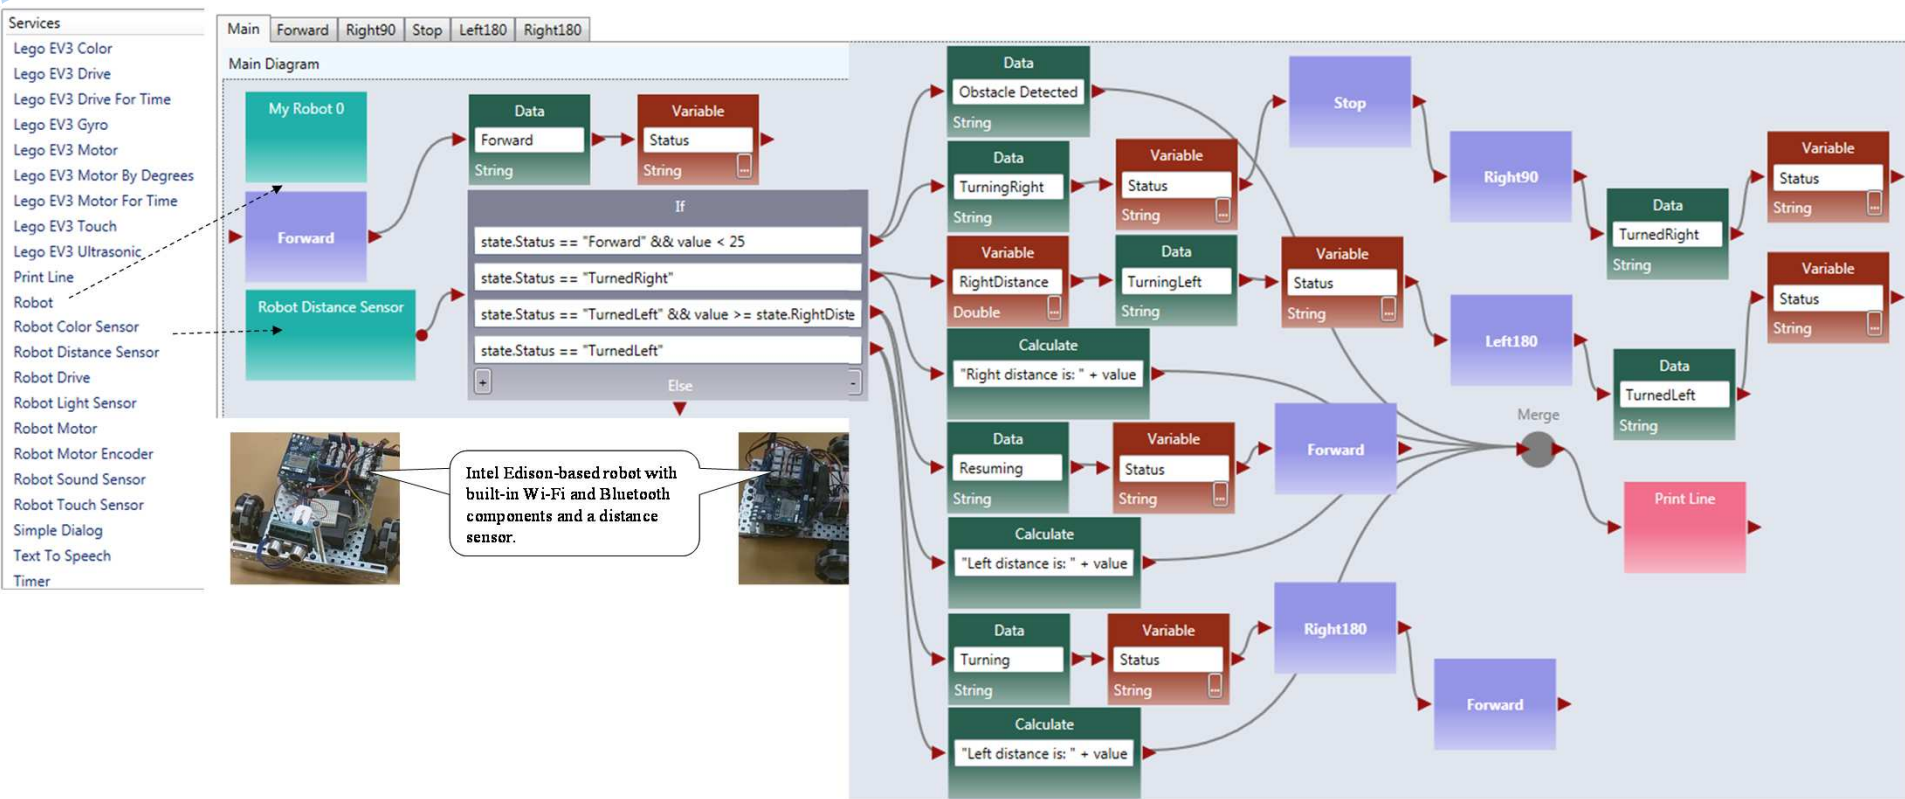 Services
Lego EV3 Color
Lego EV3 Drive
Lego EV3 Drive For Time
Lego EV3 Gyro
Lego EV3 Motor
Lego EV3 Motor By Degrees
Lego EV3 Motor For Time
Lego EV3 Touch
Lego EV3 Ultrasonic
Print Line
Robot
Robot Color Sensor
Robot Distance Sensor
Robot Drive
Robot Light Sensor
Robot Motor
Robot Motor Encoder
Robot Sound Sensor
Robot Touch Sensor
Simple Dialog
Text To Speech
Timer
Main Forward Right90 Stop Left180 Right180
Main Diagram
My Robot 0
Forward
Robot Distance Sensor
Data
Forward
String
Variable
Status
...
String
If
state.Status == "Forward" && value < 25
state.Status == "TurnedRight"
state.Status == "TurnedLeft" && value >= state.RightDiste
state.Status == "TurnedLeft"
+
Else
-
Intel Edison-based robot with
built-in Wi-Fi and Bluetooth
components and a distance
sensor.
Data
Obstacle Detected
String
Data
TurningRight
String
Variable
Status
String
...
Stop
Right90
Data
TurnedRight
String
Variable
Status
String
...
Variable
RightDistance
Double
...
Data
TurningLeft
String
Variable
Status
String
...
Left180
Data
TurnedLeft
String
Variable
Status
String
...
Calculate
"Right distance is: " + value
Data
Resuming
String
Variable
Status
String
...
Forward
Merge
Print Line
Calculate
"Left distance is: " + value
Data
Turning
String
Variable
Status
String
...
Right180
Forward
Calculate
"Left distance is: " + value